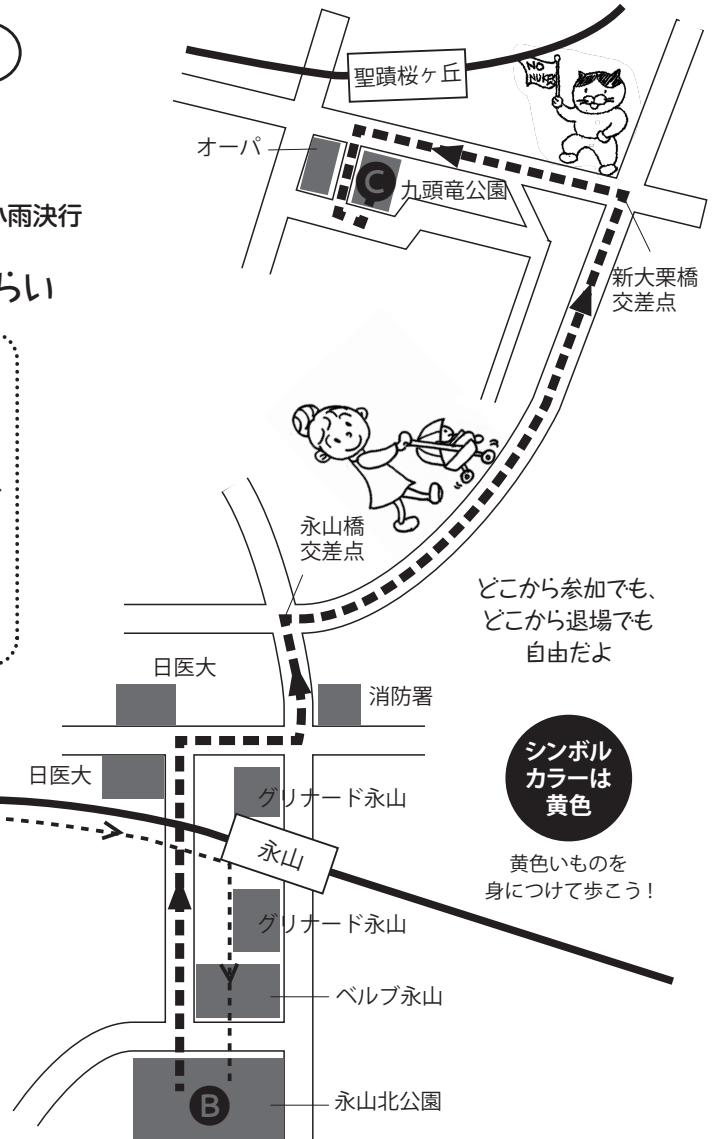 聖蹟桜ヶ丘
NO
NUKES
オーパ
C
九頭竜公園
小雨決行
新大栗橋
交差点
らい
永山橋
交差点
どこから参加でも、
どこから退場でも
自由だよ
日医大
消防署
シンボル
カラーは
黄色
日医大
グリナード永山
永山
黄色いものを
身につけて歩こう！
グリナード永山
ベルブ永山
B
永山北公園